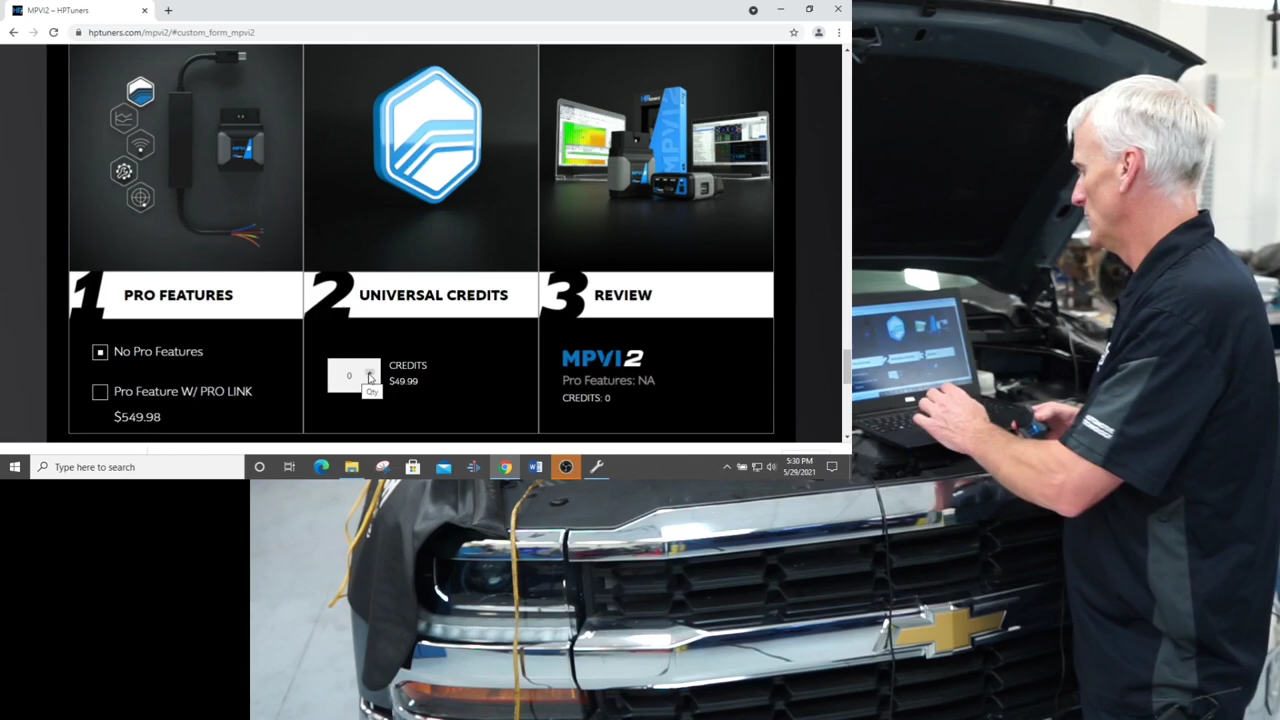 MPVI2 – HPTuners
hptuners.com/mpvi2/#custom_form_mpvi2
1 PRO FEATURES
No Pro Features
Pro Feature W/ PRO LINK
$549.98
2 UNIVERSAL CREDITS
0
CREDITS
$49.99
Qty
3 REVIEW
MPVI2
Pro Features: NA
CREDITS: 0
Type here to search
5:30 PM
5/29/2021